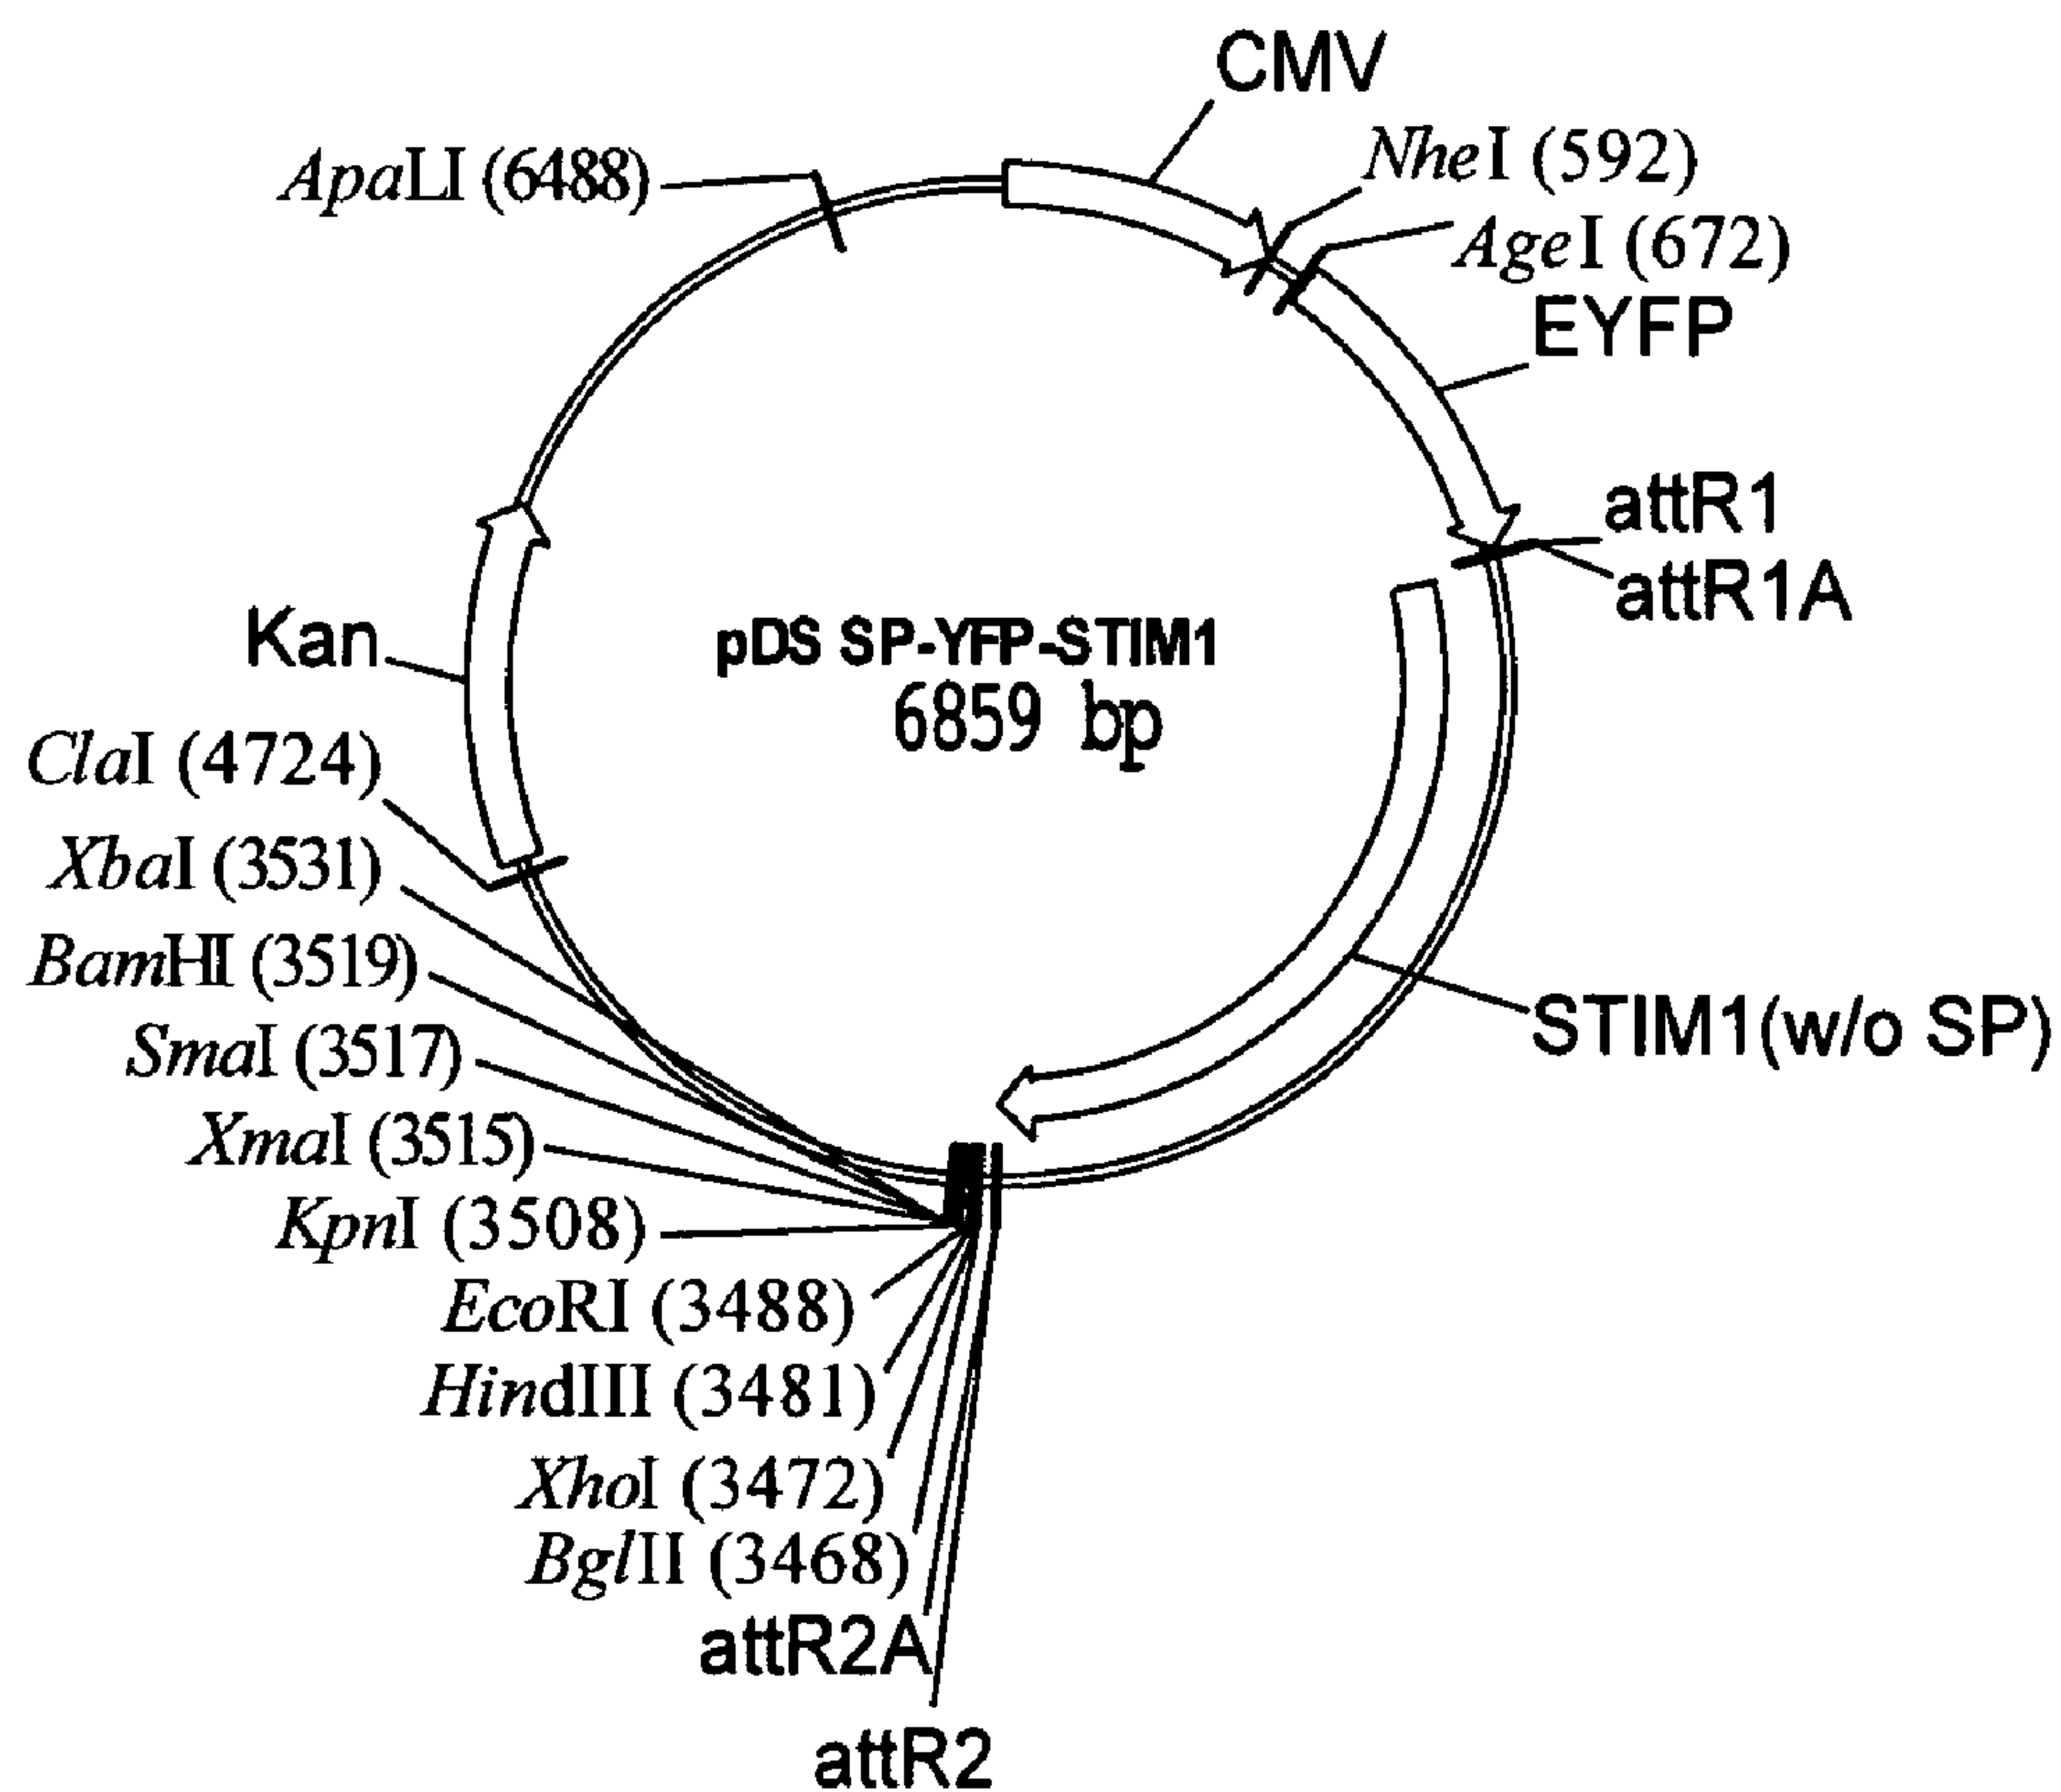 CMV
ApaLI (6488)
NheI (592)
AgeI (672)
EYFP
attR1
attR1A
Kan
pDS SP-YFP-STIM1
6859 bp
ClaI (4724)
XbaI (3531)
BamHI (3519)
STIM1(w/o SP)
SmaI (3517)
XmaI (3515)
KpnI (3508)
EcoRI (3488)
HindIII (3481)
XhoI (3472)
BglII (3468)
attR2A
attR2